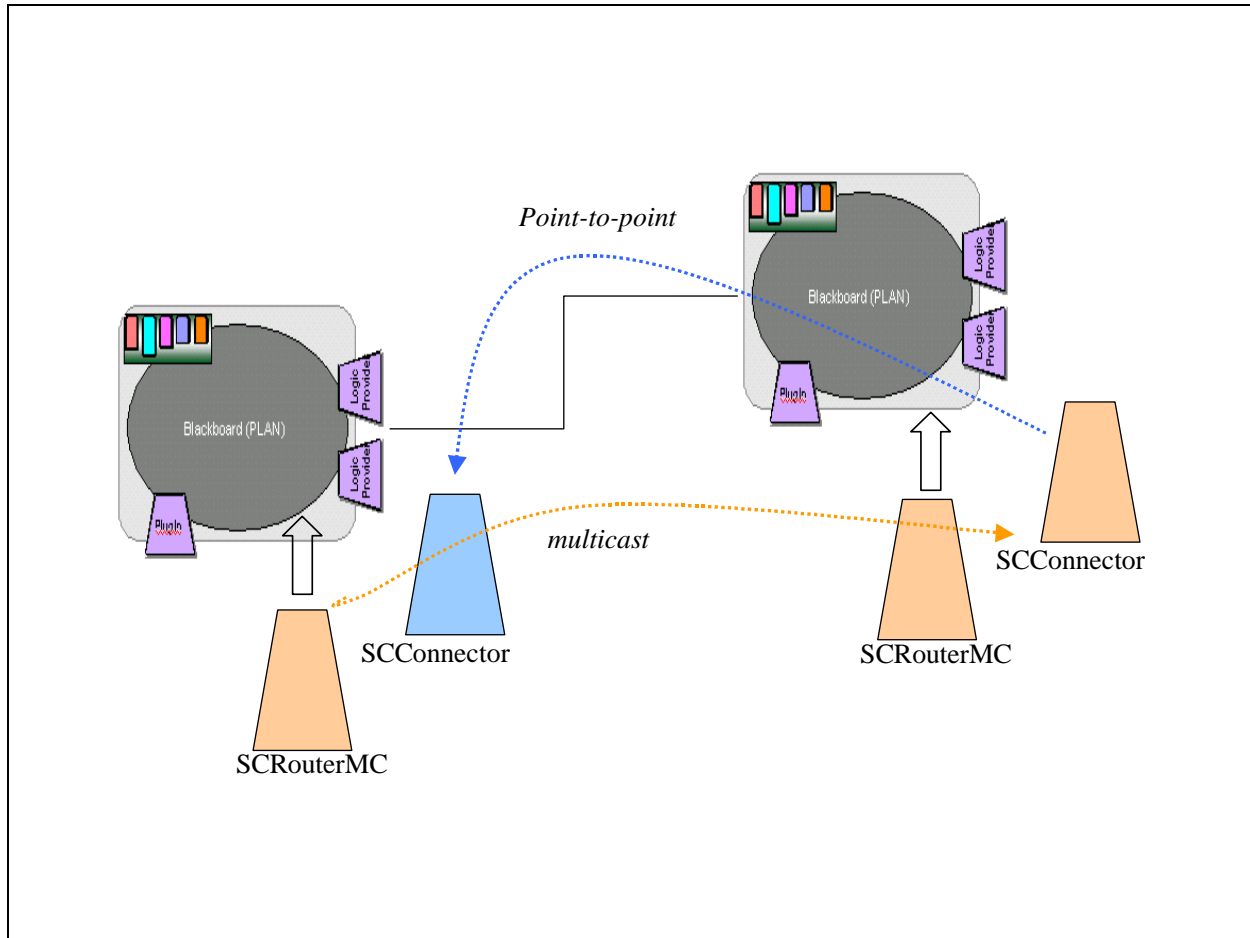 Point-to-point
Blackboard (PLAN)
Logic
Provider
Logic
Provider
PlugIn
Blackboard (PLAN)
Logic
Provider
Logic
Provider
PlugIn
multicast
SCConnector
SCConnector
SCRouterMC
SCRouterMC